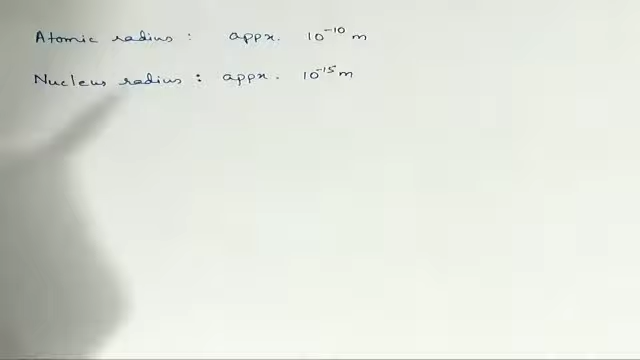 Atomic radius : appx. 10⁻¹⁰ m
Nucleus radius : appx. 10⁻¹⁵ m